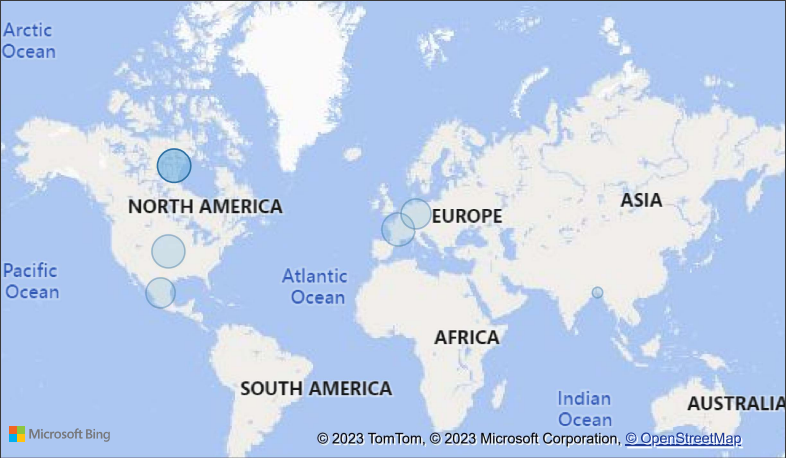 Arctic
Ocean
NORTH AMERICA
EUROPE
ASIA
Pacific
Ocean
Atlantic
Ocean
AFRICA
SOUTH AMERICA
Indian
Ocean
AUSTRALIA
Microsoft Bing
© 2023 TomTom, © 2023 Microsoft Corporation, © OpenStreetMap